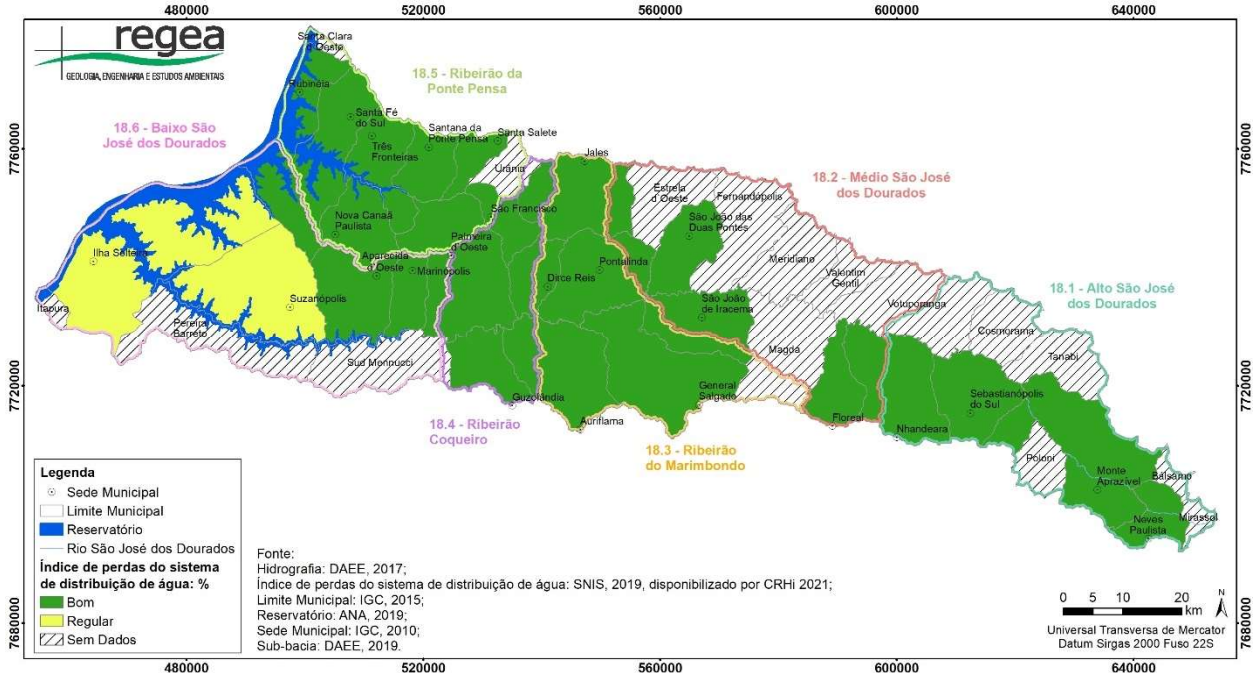 480000 520000 560000 600000 640000
regea
GEOLOGIA, ENGENHARIA E ESTUDOS AMBIENTAIS
Santa Clara
d'Oeste
18.5 - Ribeirão da
Ponte Pensa
Rubinéia
Santa Fé
do Sul
18.6 - Baixo São
José dos Dourados
Três
Fronteiras
Santana da
Ponte Pensa
Santa Salete
7760000
7760000
Jales
Urânia
18.2 - Médio São José
dos Dourados
Estrela
d'Oeste
Fernandópolis
São Francisco
Nova Canaã
Paulista
São João das
Duas Pontes
Palmeira
d'Oeste
Ilha Solteira
Aparecida
d'Oeste
Marinópolis
Meridiano
Pontalinda
Valentim
Gentil
Dirce Reis
18.1 - Alto São José
dos Dourados
Itapura
Suzanápolis
São João
de Iracema
Votuporanga
Pereira
Barreto
Cosmorama
Sud Mennucci
Magda
Tanabi
7720000
7720000
General
Salgado
Guzolândia
Sebastianópolis
do Sul
18.4 - Ribeirão
Coqueiro
Auriflama
Floreal
Nhandeara
18.3 - Ribeirão
do Marimbondo
Poloni
Monte
Aprazível
Bálsamo
Neves
Paulista
Mirassol
Legenda
Sede Municipal
Limite Municipal
Reservatório
Rio São José dos Dourados
Índice de perdas do sistema
de distribuição de água: %
Bom
Regular
Sem Dados
Fonte:
Hidrografia: DAEE, 2017;
Índice de perdas do sistema de distribuição de água: SNIS, 2019, disponibilizado por CRHi 2021;
Limite Municipal: IGC, 2015;
Reservatório: ANA, 2019;
Sede Municipal: IGC, 2010;
Sub-bacia: DAEE, 2019.
0 5 10 20
km
N
Universal Transversa de Mercator
Datum Sirgas 2000 Fuso 22S
7680000
7680000
480000 520000 560000 600000 640000